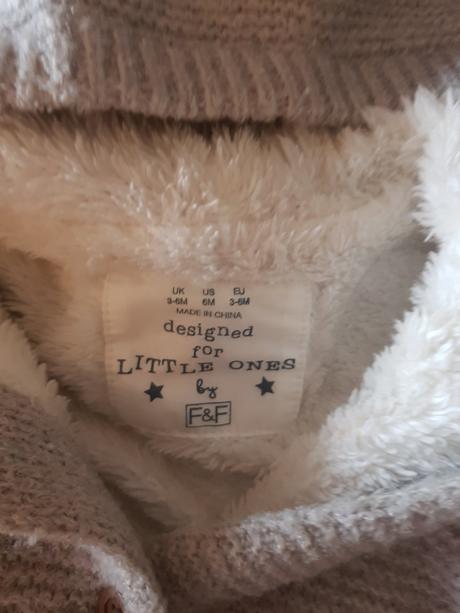 UK US EU
3-6M 6M 3-6M
MADE IN CHINA
designed
for
LITTLE ONES
by
F&F